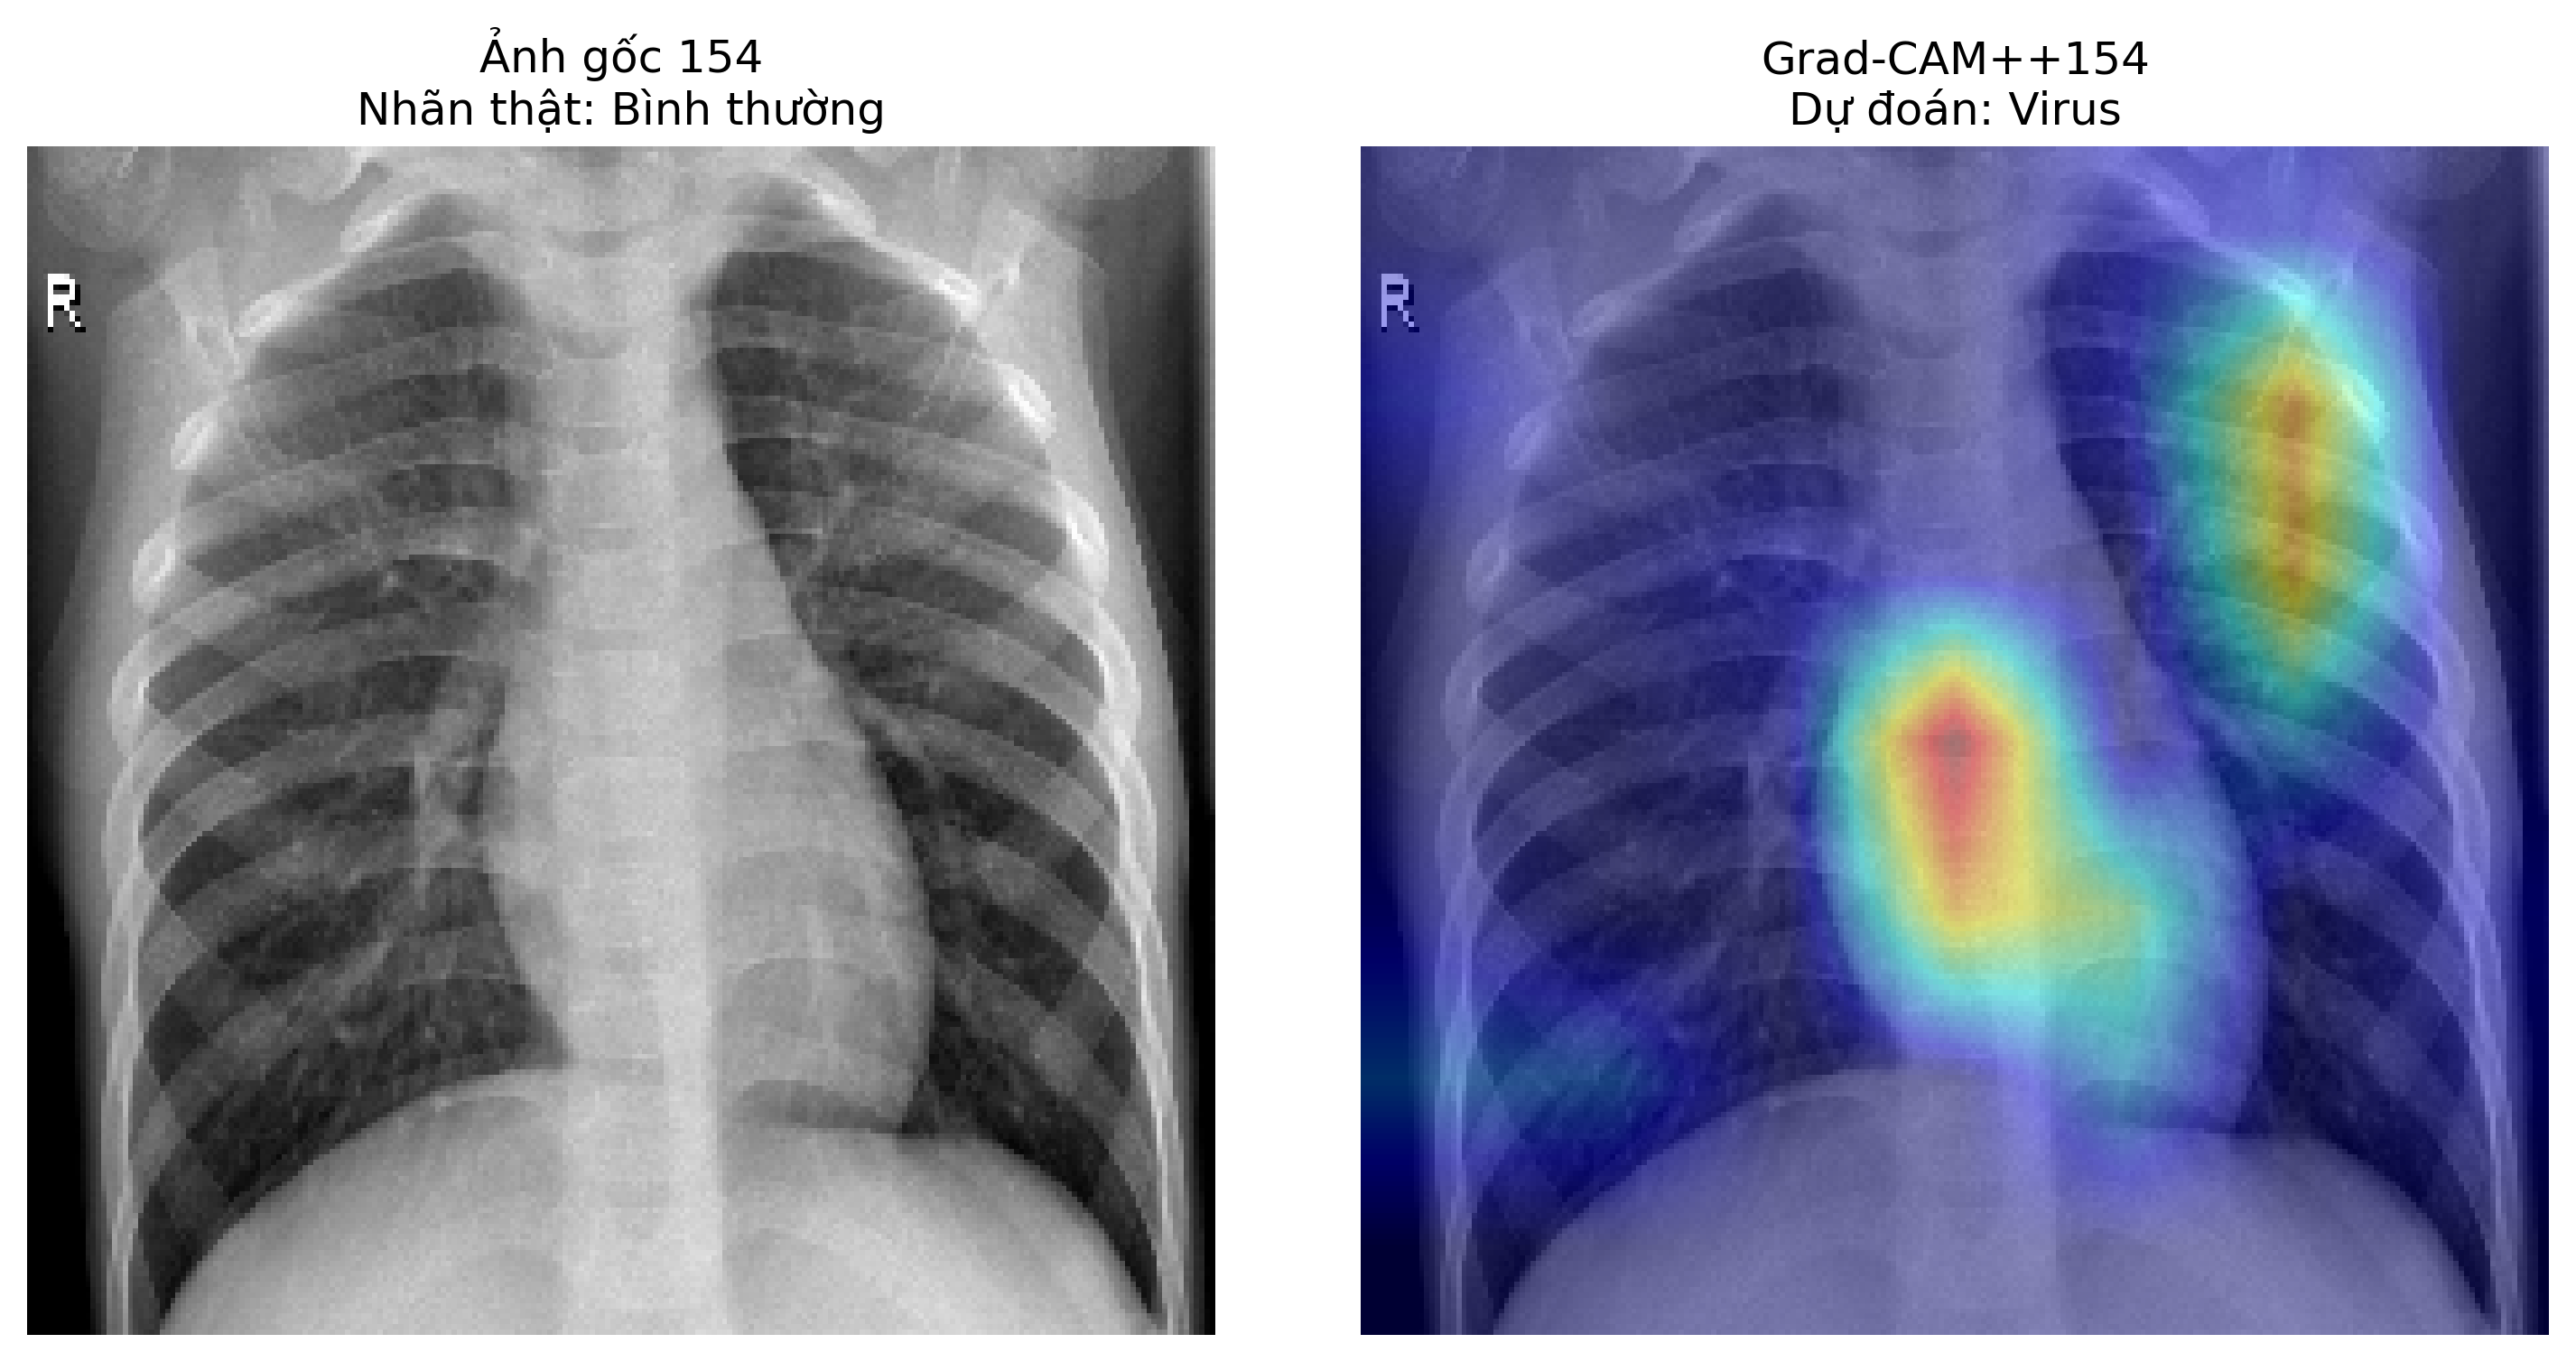 Ảnh gốc 154
Nhãn thật: Bình thường
Grad-CAM++154
Dự đoán: Virus
R
R